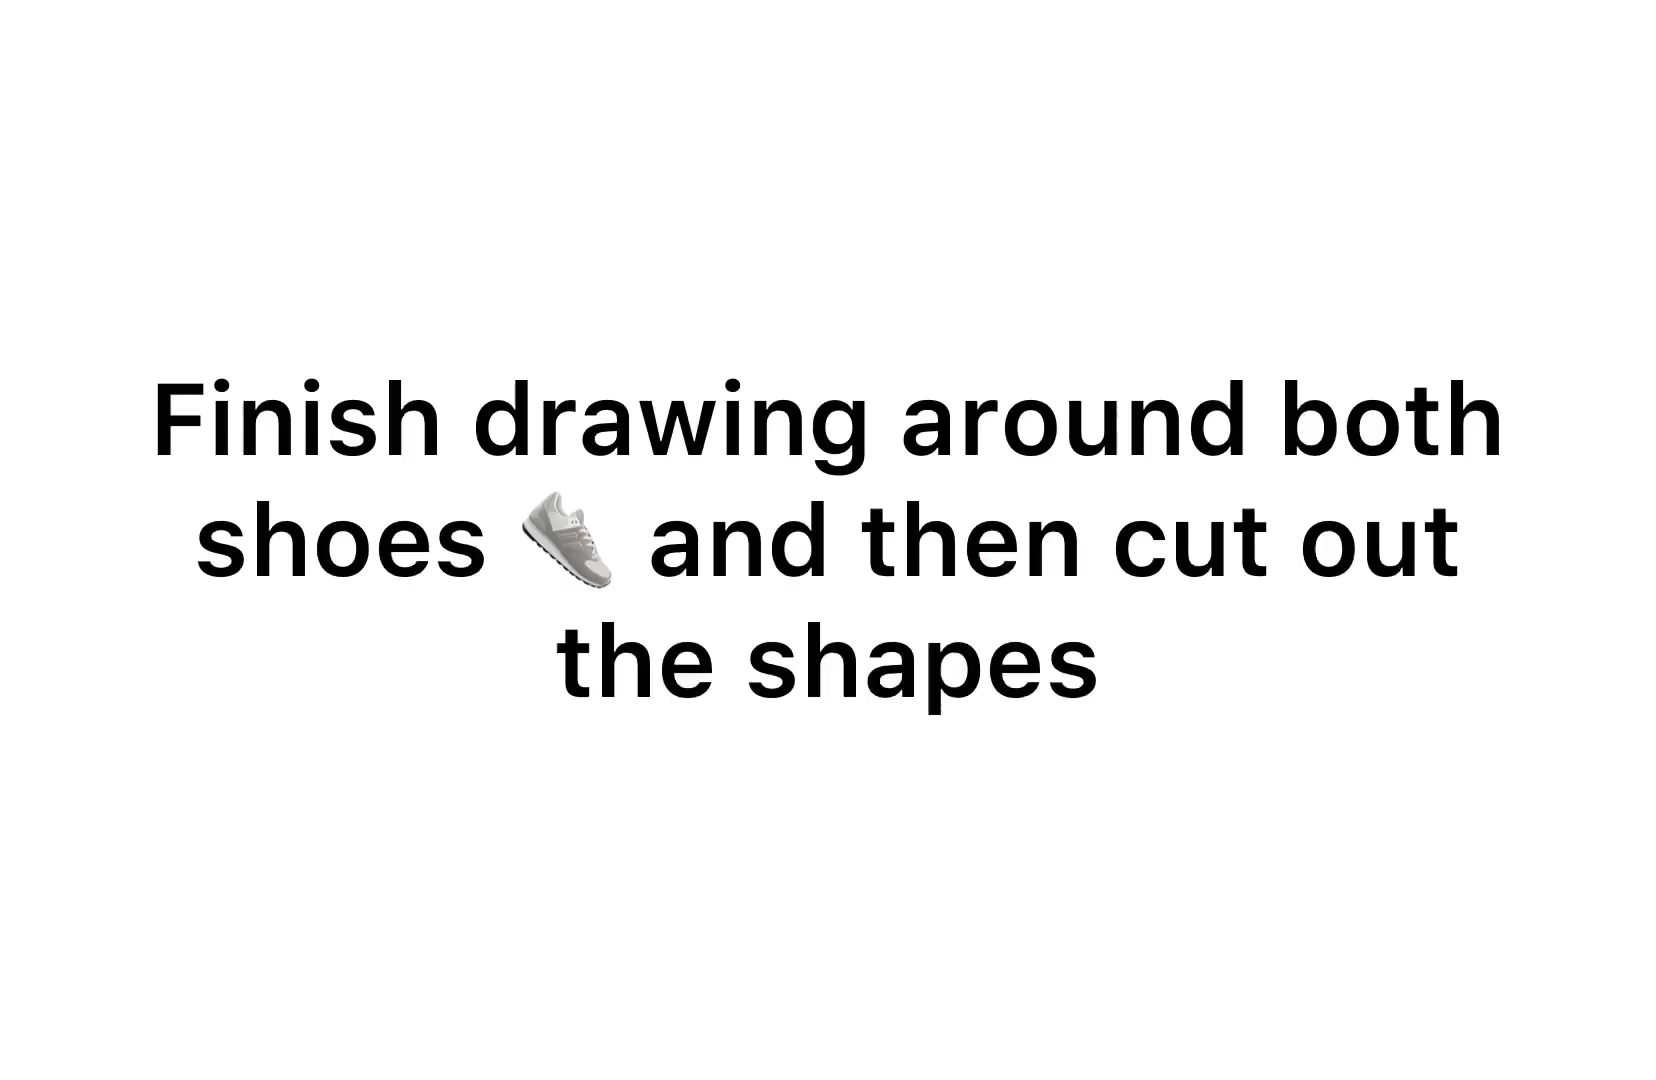 Finish drawing around both
shoes 👟 and then cut out
the shapes